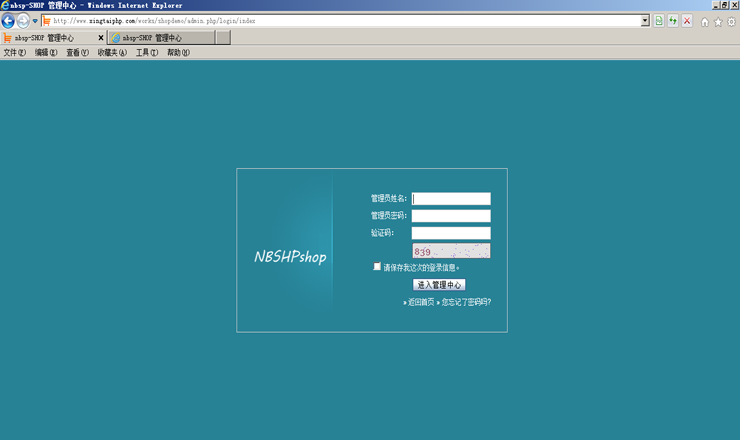 nbsp-SHOP 管理中心 - Windows Internet Explorer
http://www.xingtaiphp.com/works/shopdemo/admin.php/login/index
nbsp-SHOP 管理中心 nbsp-SHOP 管理中心
文件(F) 编辑(E) 查看(V) 收藏夹(A) 工具(T) 帮助(H)
管理员姓名:
管理员密码:
验证码:
839
NBSHPshop
请保存我这次的登录信息。
进入管理中心
» 返回首页 » 您忘记了密码吗?